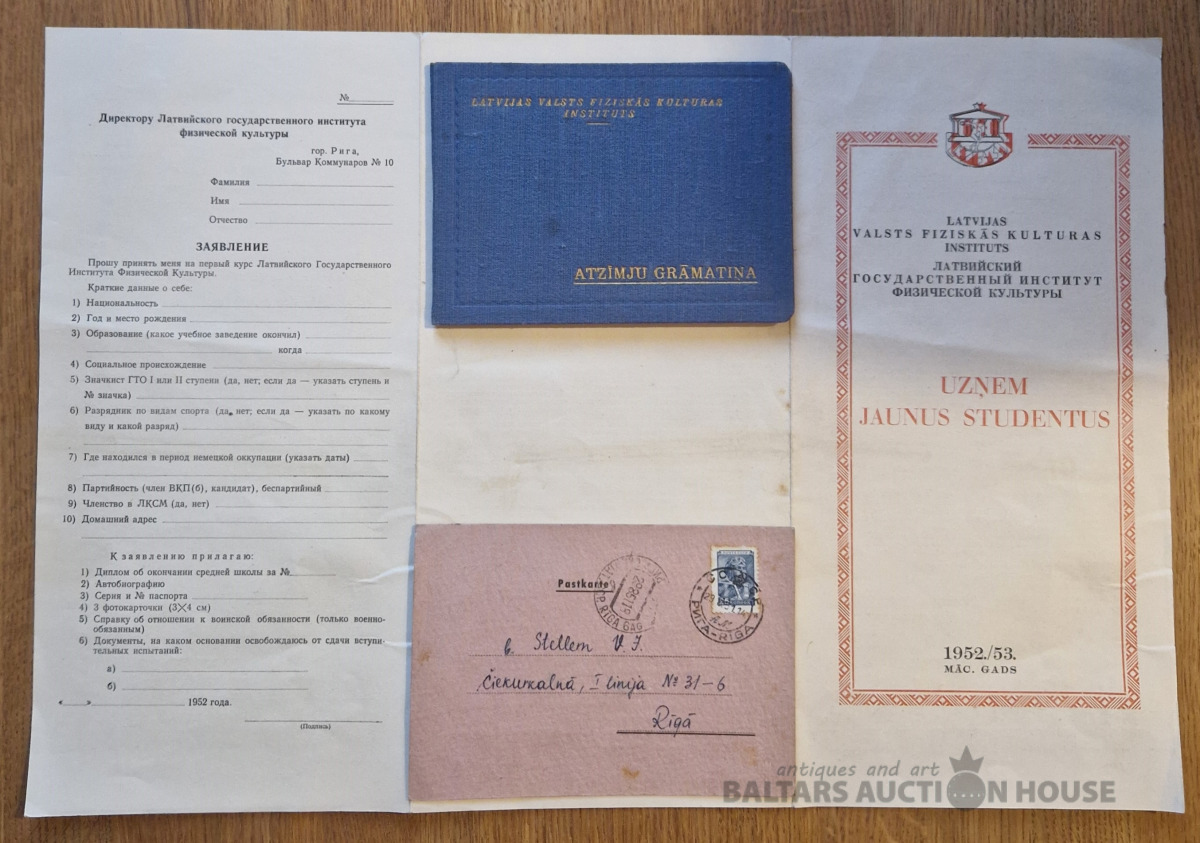 №
Директору Латвийского государственного института
физической культуры
гор. Рига,
Бульвар Коммунаров № 10
Фамилия
Имя
Отчество
ЗАЯВЛЕНИЕ
Прошу принять меня на первый курс Латвийского Государственного
Института Физической Культуры.
Краткие данные о себе:
1) Национальность
2) Год и место рождения
3) Образование (какое учебное заведение окончил)
когда
4) Социальное происхождение
5) Значкист ГТО I или II ступени (да, нет; если да — указать ступень и
№ значка)
6) Разрядник по видам спорта (да, нет; если да — указать по какому
виду и какой разряд)
7) Где находился в период немецкой оккупации (указать даты)
8) Партийность (член ВКП(б), кандидат), беспартийный
9) Членство в ЛКСМ (да, нет)
10) Домашний адрес
К заявлению прилагаю:
1) Диплом об окончании средней школы за №
2) Автобиографию
3) Серия и № паспорта
4) 3 фотокарточки (3×4 см)
5) Справку об отношении к воинской обязанности (только военно-
обязанным)
6) Документы, на каком основании освобождаюсь от сдачи вступи-
тельных испытаний:
а)
б)
« » 1952 года.
(Подпись)
LATVIJAS VALSTS FIZISKĀS KULTURAS
INSTITUTS
ATZĪMJU GRĀMATIŅA
Pastkarte
RIGA
РИГА-RIGA
b. Stellem V. J.
Čiekurkalnā, I linija № 31-6
Rīgā
LATVIJAS
VALSTS FIZISKĀS KULTURAS
INSTITUTS
ЛАТВИЙСКИЙ
ГОСУДАРСТВЕННЫЙ ИНСТИТУТ
ФИЗИЧЕСКОЙ КУЛЬТУРЫ
UZŅEM
JAUNUS STUDENTUS
1952./53.
MĀC. GADS
antiques and art
BALTARS AUCTION HOUSE